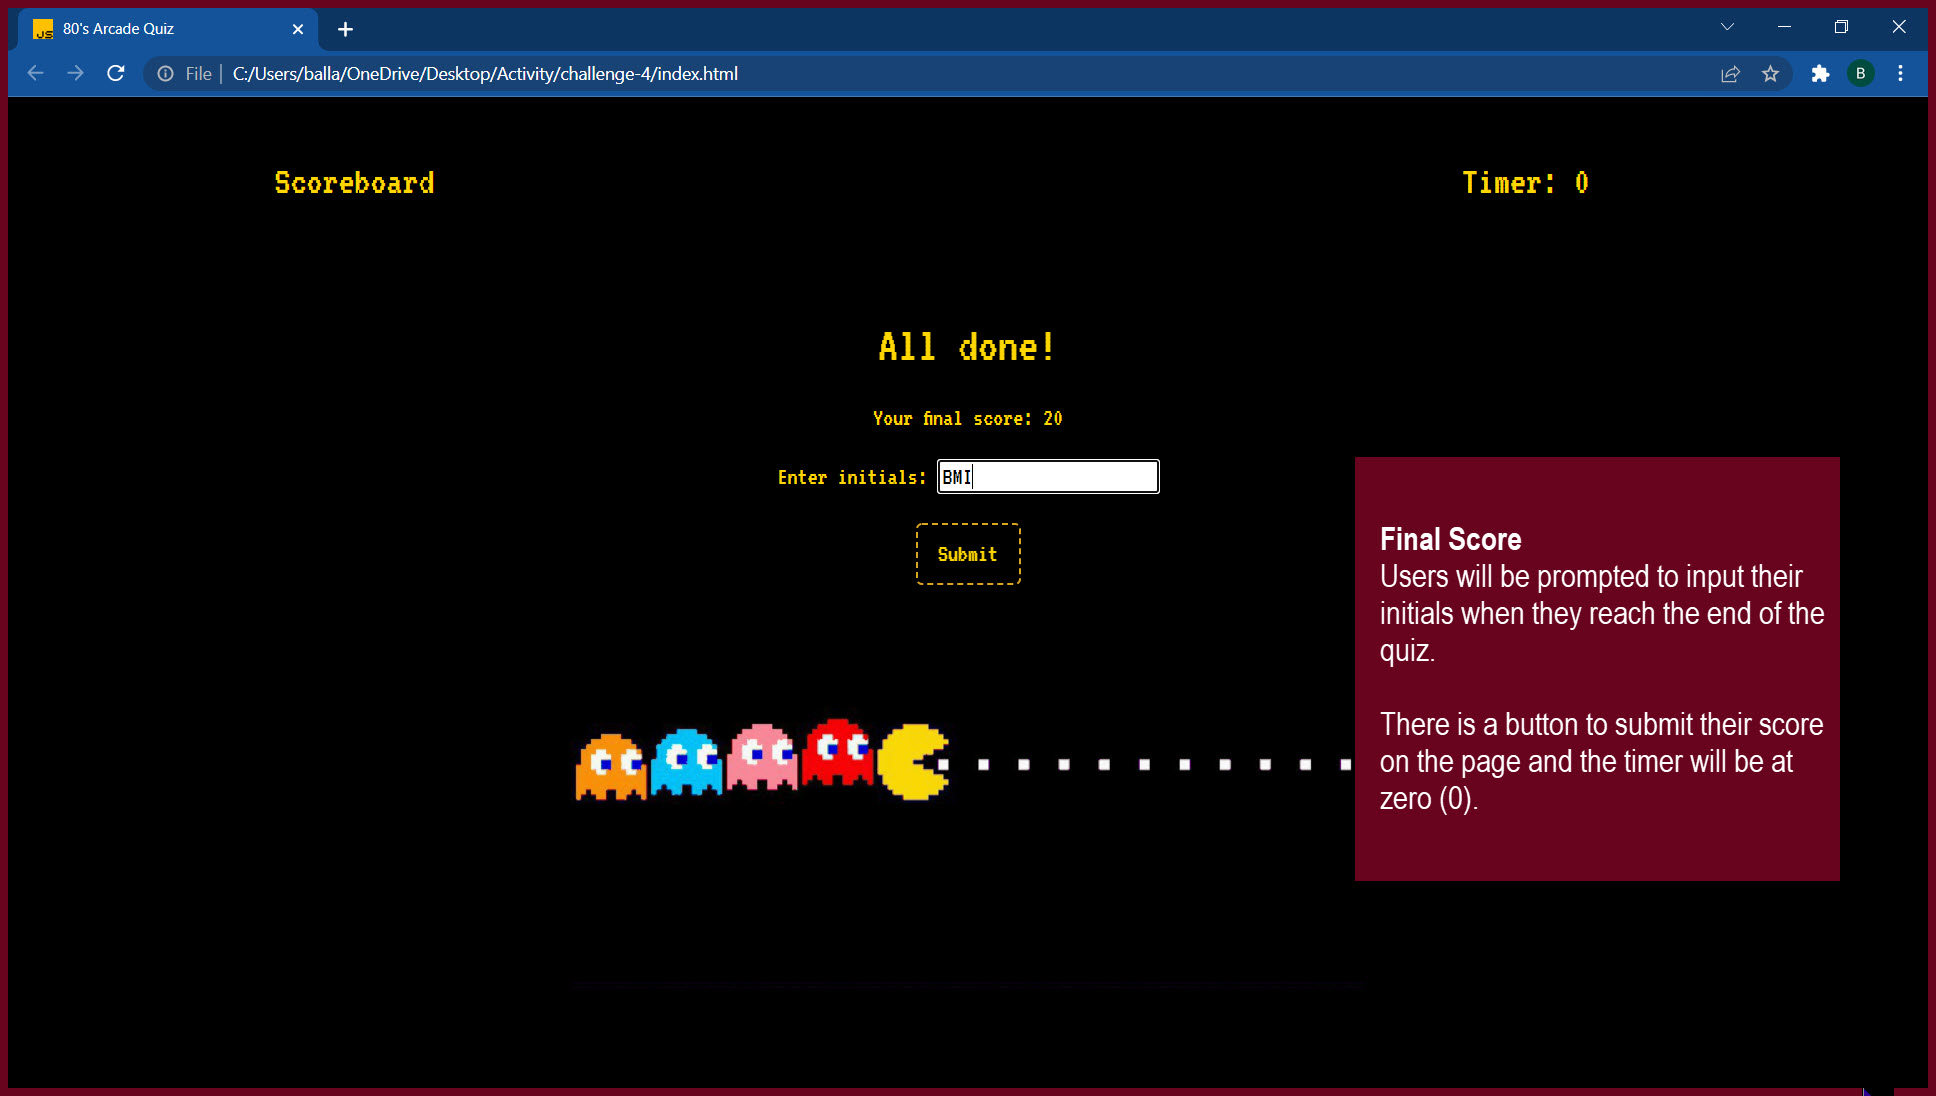 80's Arcade Quiz
File | C:/Users/balla/OneDrive/Desktop/Activity/challenge-4/index.html
B
Scoreboard
Timer: 0
All done!
Your final score: 20
Enter initials: BMI
Submit
Final Score
Users will be prompted to input their
initials when they reach the end of the
quiz.
There is a button to submit their score
on the page and the timer will be at
zero (0).